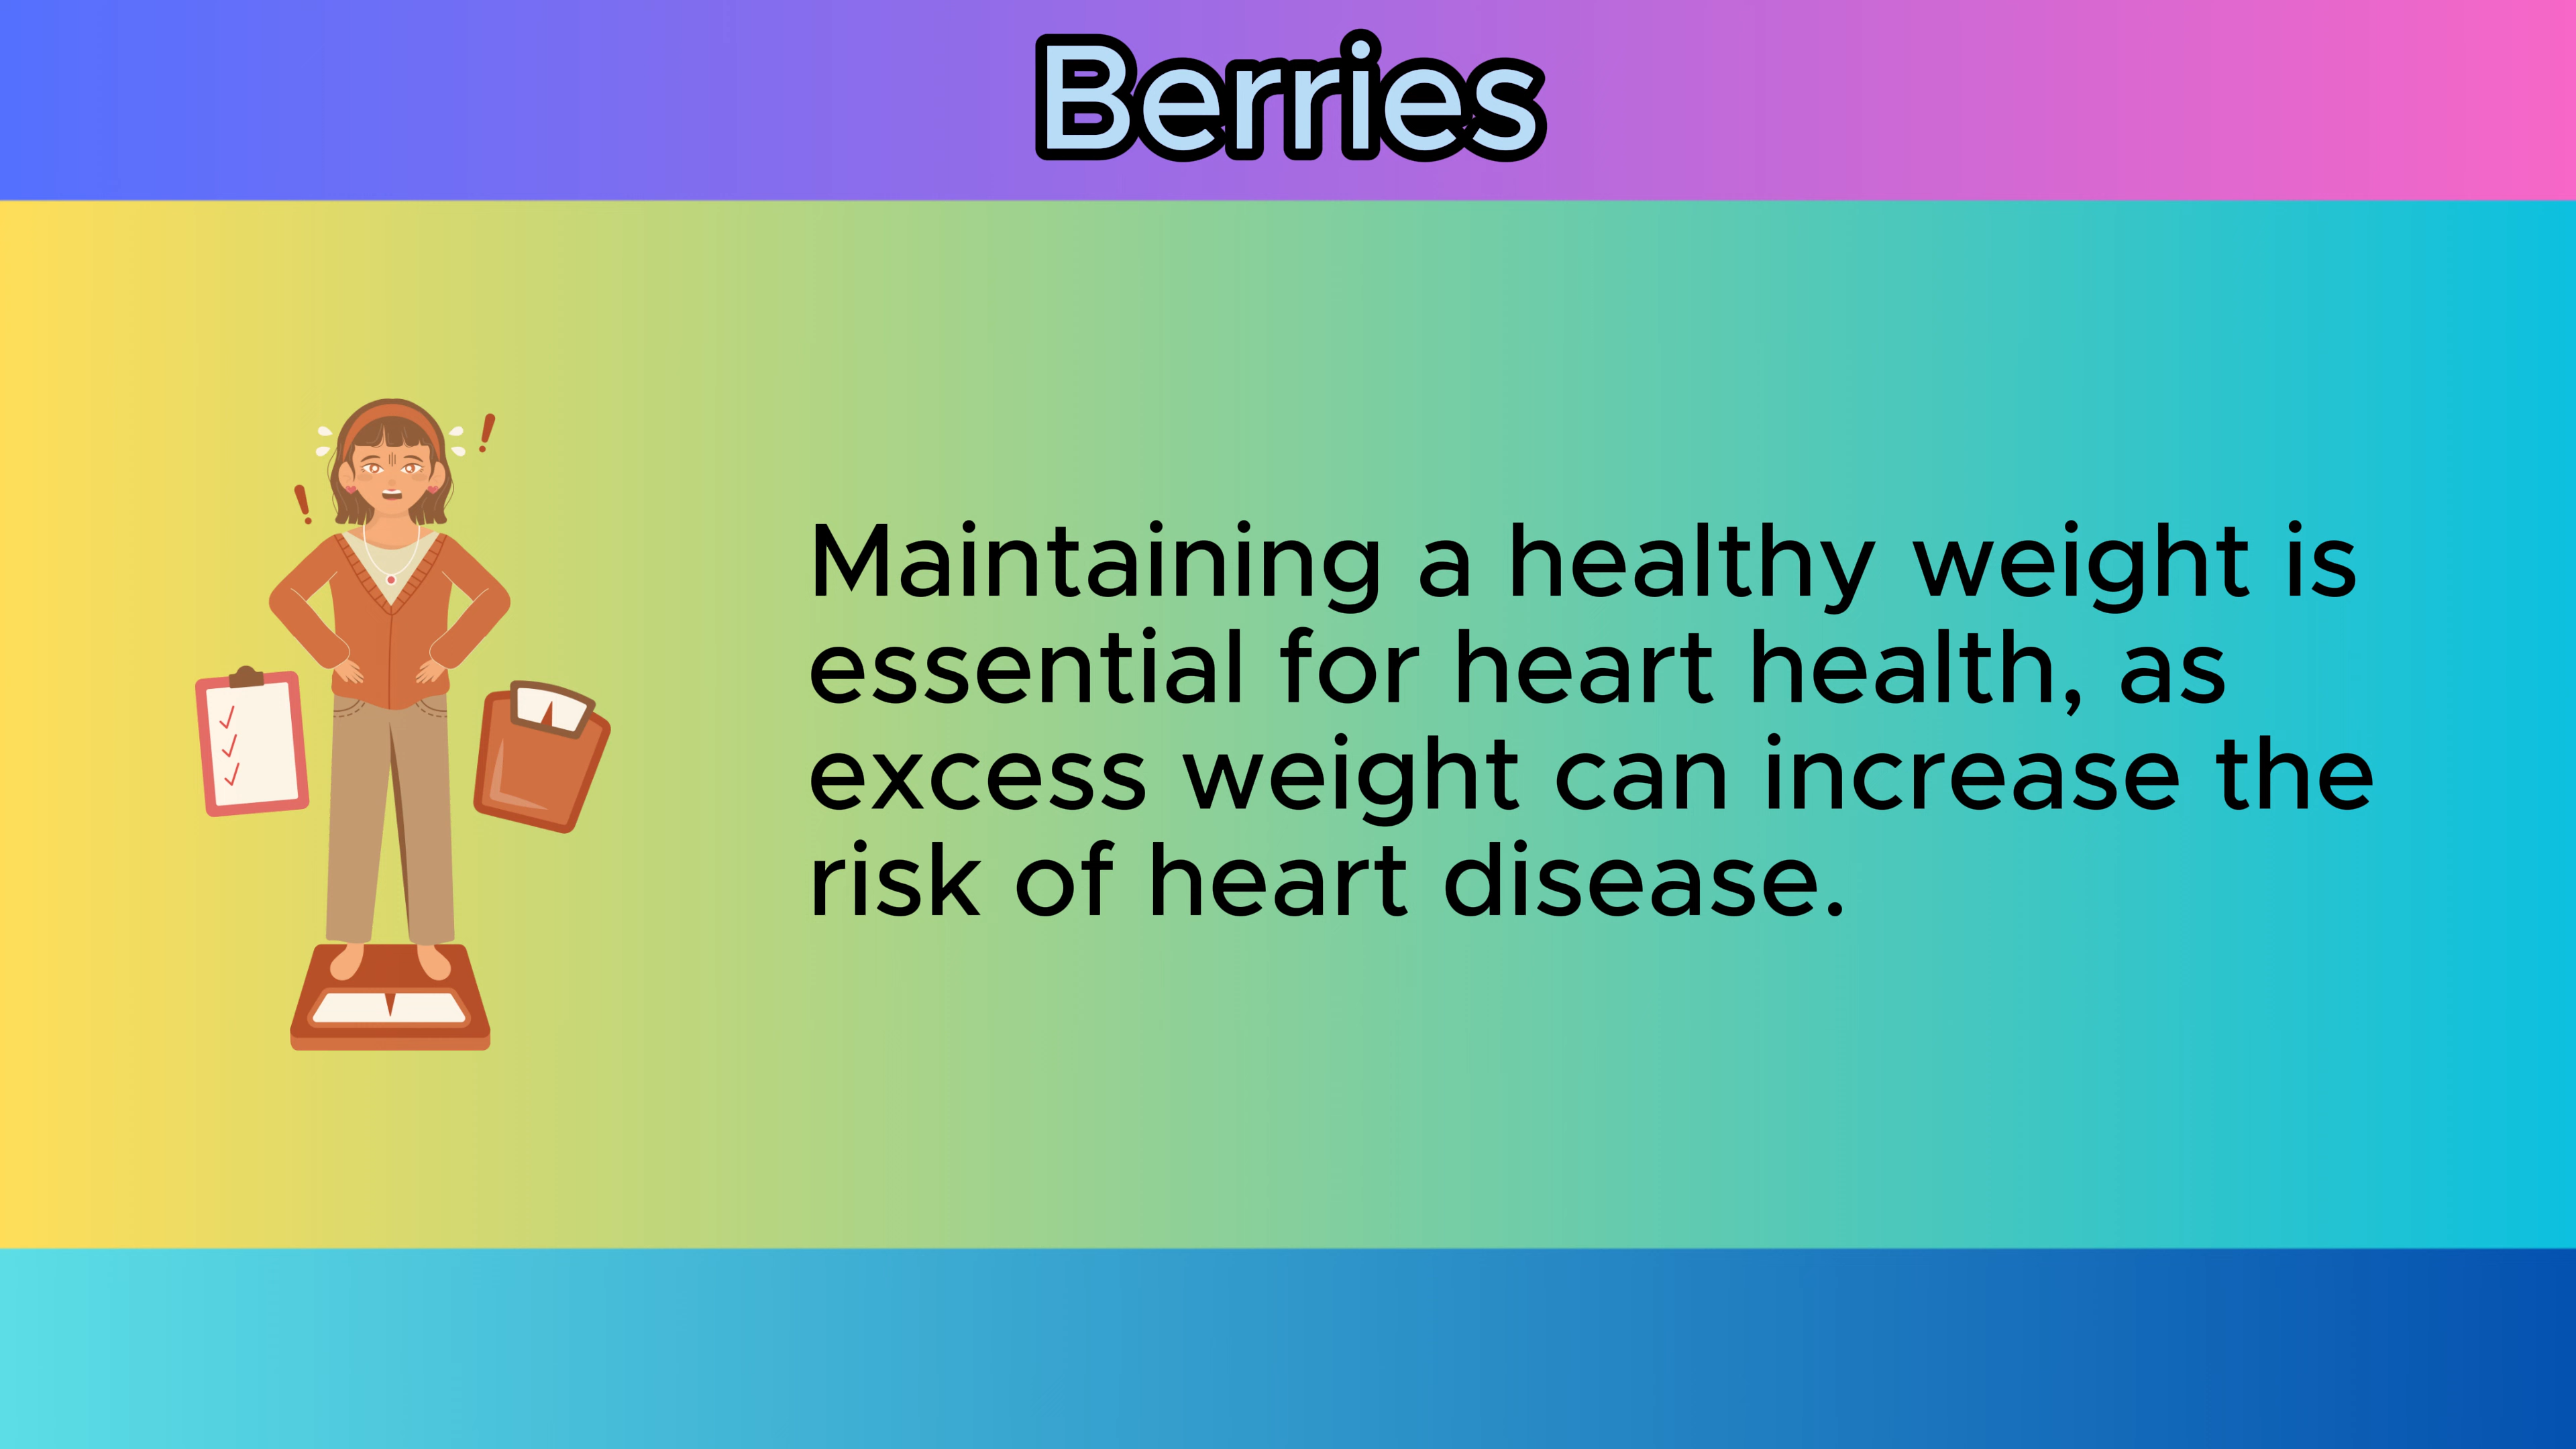 Berries
Maintaining a healthy weight is
essential for heart health, as
excess weight can increase the
risk of heart disease.